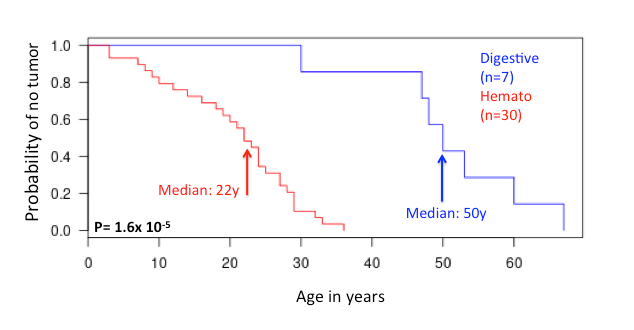 Probability of no tumor
1.0
0.8
0.6
0.4
0.2
0.0
Digestive
(n=7)
Hemato
(n=30)
Median: 22y
Median: 50y
P= 1.6x 10-5
0 10 20 30 40 50 60
Age in years